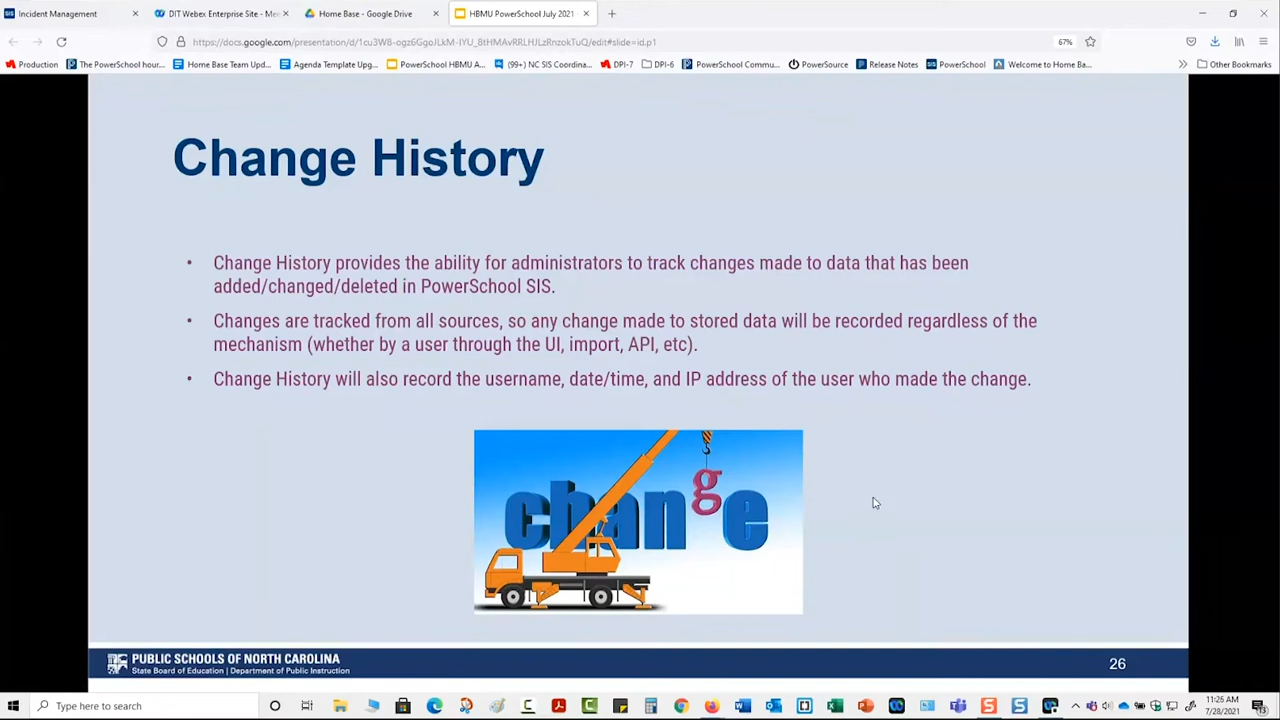 Incident Management
DIT Webex Enterprise Site - Me
Home Base - Google Drive
HBMU PowerSchool July 2021
67%
Production
The PowerSchool hour...
Home Base Team Upd...
Agenda Template Upg...
PowerSchool HBMU A...
(99+) NC SIS Coordina...
DPI-7
DPI-6
PowerSchool Commu...
PowerSource
Release Notes
PowerSchool
Welcome to Home Ba...
Other Bookmarks
Change History
• Change History provides the ability for administrators to track changes made to data that has been
added/changed/deleted in PowerSchool SIS.
• Changes are tracked from all sources, so any change made to stored data will be recorded regardless of the
mechanism (whether by a user through the UI, import, API, etc).
• Change History will also record the username, date/time, and IP address of the user who made the change.
change
PUBLIC SCHOOLS OF NORTH CAROLINA
State Board of Education | Department of Public Instruction
26
Type here to search
11:25 AM
7/28/2021